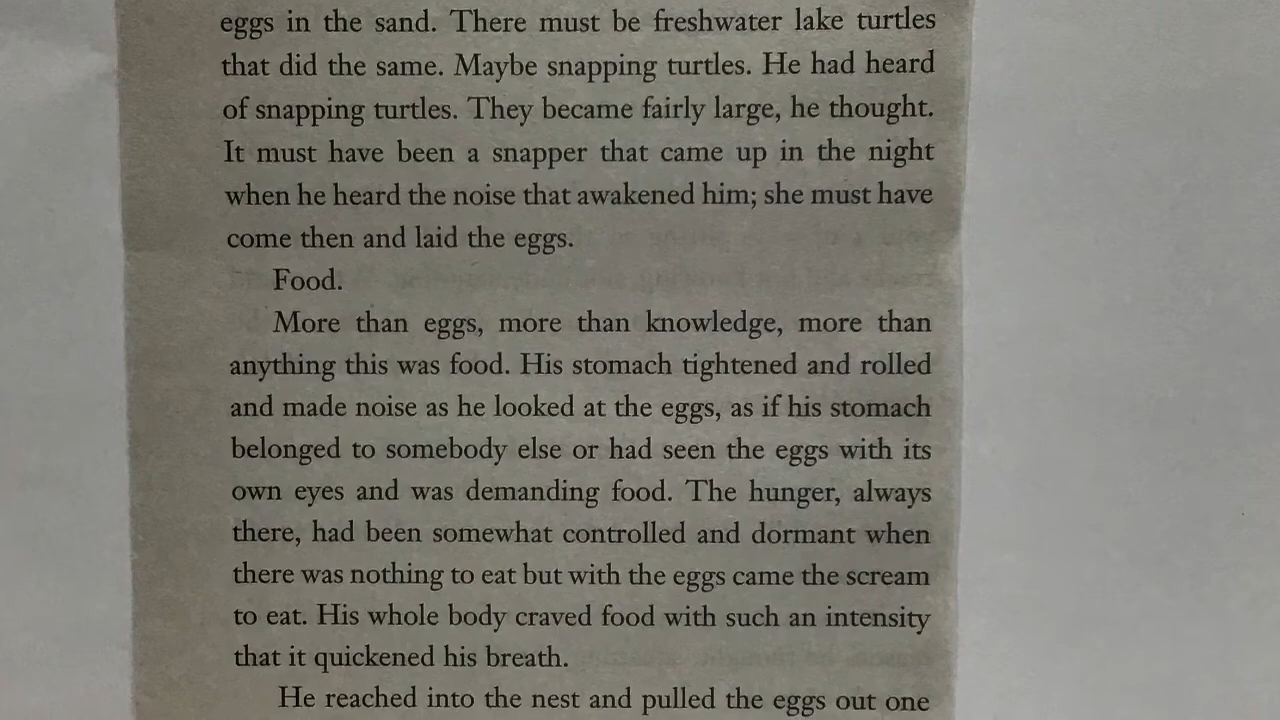 eggs in the sand. There must be freshwater lake turtles
that did the same. Maybe snapping turtles. He had heard
of snapping turtles. They became fairly large, he thought.
It must have been a snapper that came up in the night
when he heard the noise that awakened him; she must have
come then and laid the eggs.
Food.
More than eggs, more than knowledge, more than
anything this was food. His stomach tightened and rolled
and made noise as he looked at the eggs, as if his stomach
belonged to somebody else or had seen the eggs with its
own eyes and was demanding food. The hunger, always
there, had been somewhat controlled and dormant when
there was nothing to eat but with the eggs came the scream
to eat. His whole body craved food with such an intensity
that it quickened his breath.
He reached into the nest and pulled the eggs out one